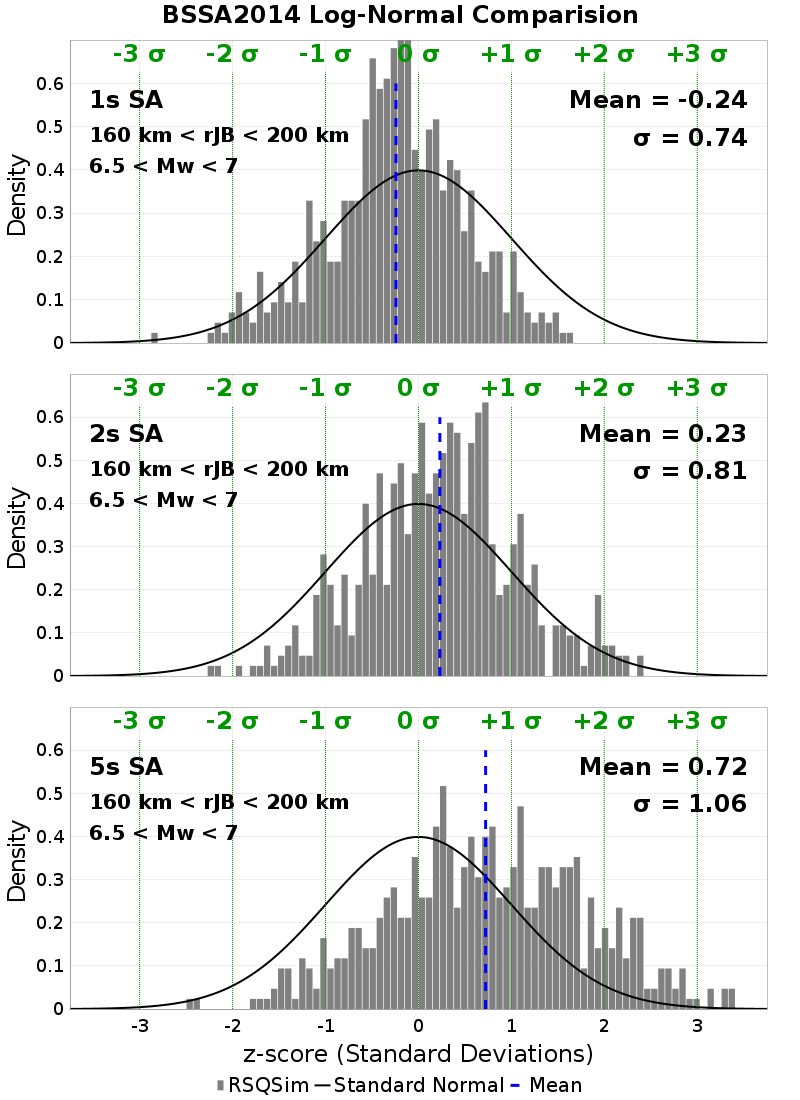 BSSA2014 Log-Normal Comparision
-3 σ -2 σ -1 σ 0 σ +1 σ +2 σ +3 σ
0.6
1s SA Mean = -0.24
0.5
160 km < rJB < 200 km σ = 0.74
6.5 < Mw < 7
0.4
Density
0.3
0.2
0.1
0
-3 σ -2 σ -1 σ 0 σ +1 σ +2 σ +3 σ
0.6
2s SA Mean = 0.23
0.5
160 km < rJB < 200 km σ = 0.81
6.5 < Mw < 7
0.4
Density
0.3
0.2
0.1
0
-3 σ -2 σ -1 σ 0 σ +1 σ +2 σ +3 σ
0.6
5s SA Mean = 0.72
0.5
160 km < rJB < 200 km σ = 1.06
6.5 < Mw < 7
0.4
Density
0.3
0.2
0.1
0
-3 -2 -1 0 1 2 3
z-score (Standard Deviations)
RSQSim Standard Normal Mean